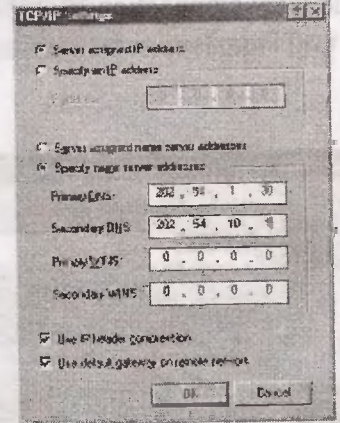 TCP/IP Settings
Server assigned IP address
Specify an IP address
Server assigned name server addresses
Specify name server addresses
Primary DNS: 202 . 54 . 1 . 30
Secondary DNS: 202 . 54 . 10 .
Primary WINS: 0 . 0 . 0 . 0
Secondary WINS: 0 . 0 . 0 . 0
Use IP header compression
Use default gateway on remote network
OK Cancel